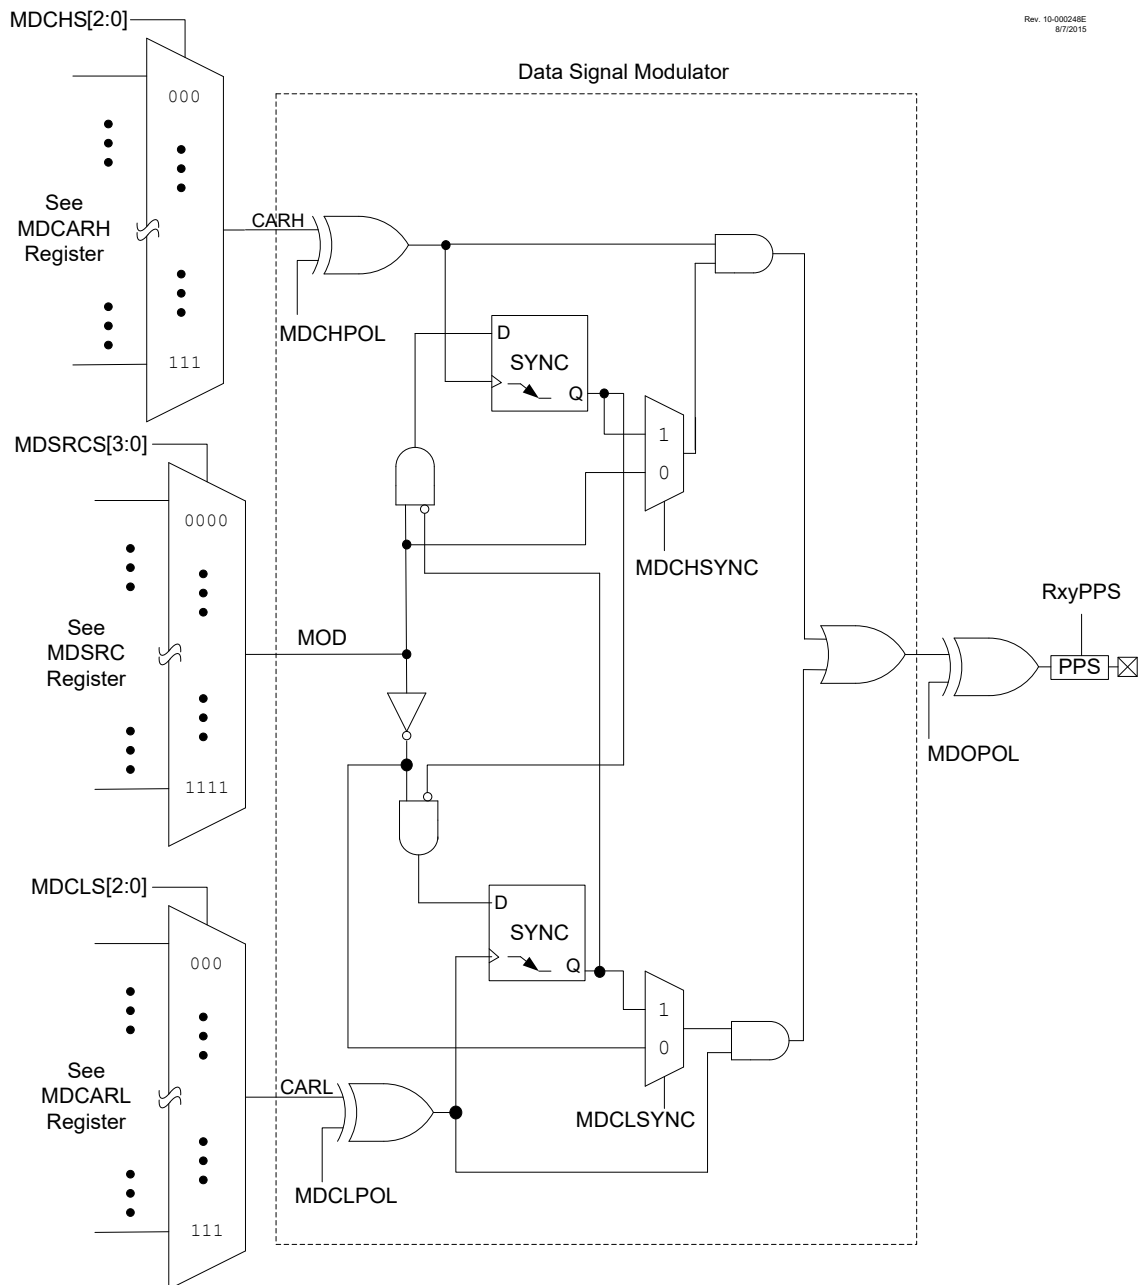 Rev. 10-000248E
8/7/2015
MDCHS[2:0]
000
See
MDCARH
Register
111
Data Signal Modulator
CARH
MDCHPOL
D
SYNC
Q
1
0
MDCHSYNC
MDSRCS[3:0]
0000
See
MDSRC
Register
1111
MOD
RxyPPS
PPS
MDOPOL
MDCLS[2:0]
000
See
MDCARL
Register
111
D
SYNC
Q
1
0
MDCLSYNC
CARL
MDCLPOL